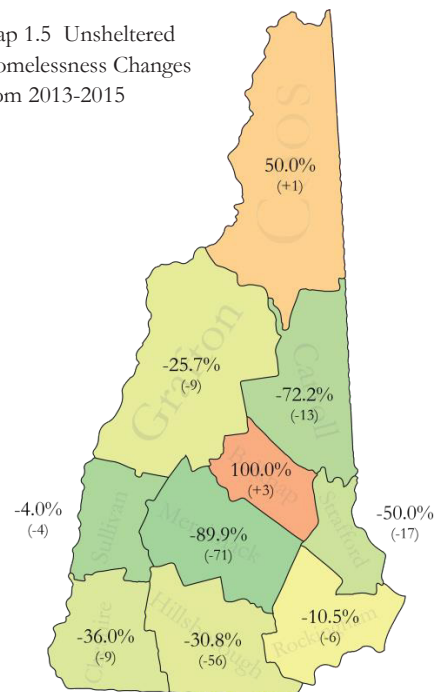 ap 1.5 Unsheltered
omelessness Changes
om 2013-2015
Coos
50.0%
(+1)
Grafton
-25.7%
(-9)
Carroll
-72.2%
(-13)
Belknap
100.0%
(+3)
Sullivan
-4.0%
(-4)
Merrimack
-89.9%
(-71)
Strafford
-50.0%
(-17)
Cheshire
-36.0%
(-9)
Hillsborough
-30.8%
(-56)
Rockingham
-10.5%
(-6)